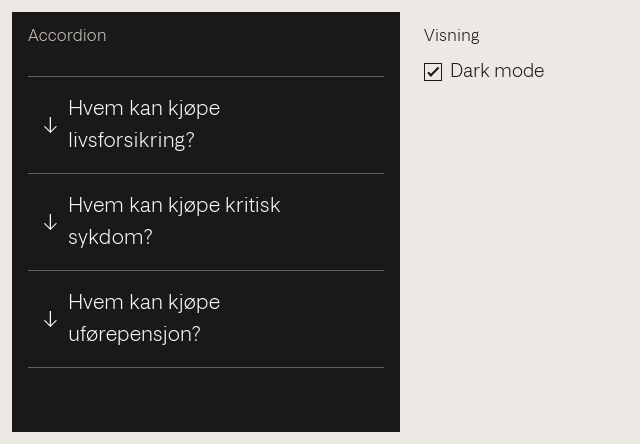 Accordion
Hvem kan kjøpe
livsforsikring?
Hvem kan kjøpe kritisk
sykdom?
Hvem kan kjøpe
uførepensjon?
Visning
Dark mode